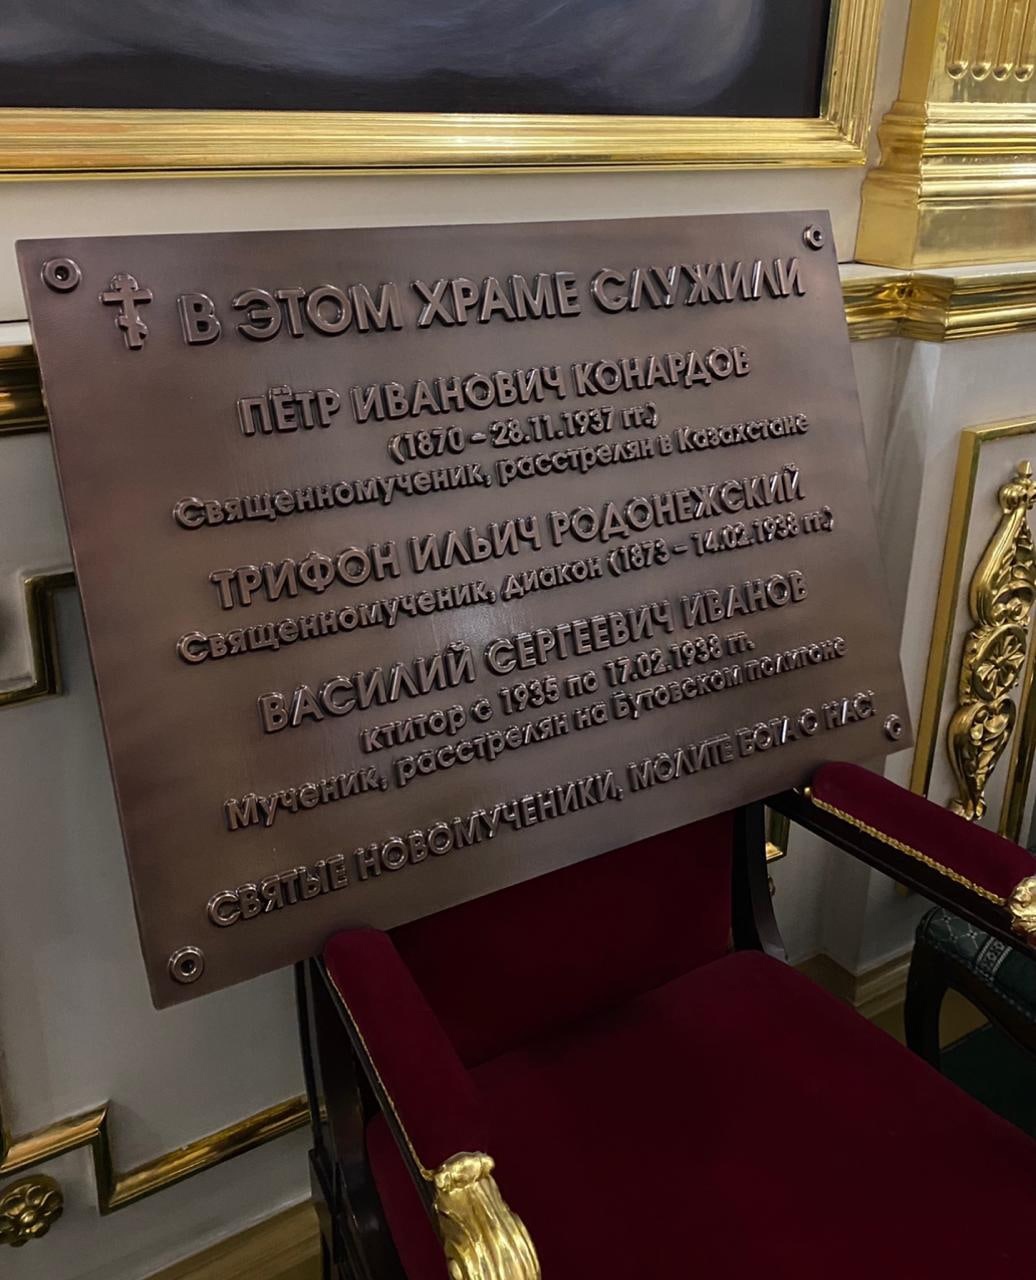 В ЭТОМ ХРАМЕ СЛУЖИЛИ
ПЁТР ИВАНОВИЧ КОНАРДОВ
(1870 – 28.11.1937 гг.)
Священномученик, расстрелян в Казахстане
ТРИФОН ИЛЬИЧ РОДОНЕЖСКИЙ
Священномученик, диакон (1873 – 14.02.1938 гг.)
ВАСИЛИЙ СЕРГЕЕВИЧ ИВАНОВ
ктитор с 1935 по 17.02.1938 гг.
Мученик, расстрелян на Бутовском полигоне
СВЯТЫЕ НОВОМУЧЕНИКИ, МОЛИТЕ БОГА О НАС!